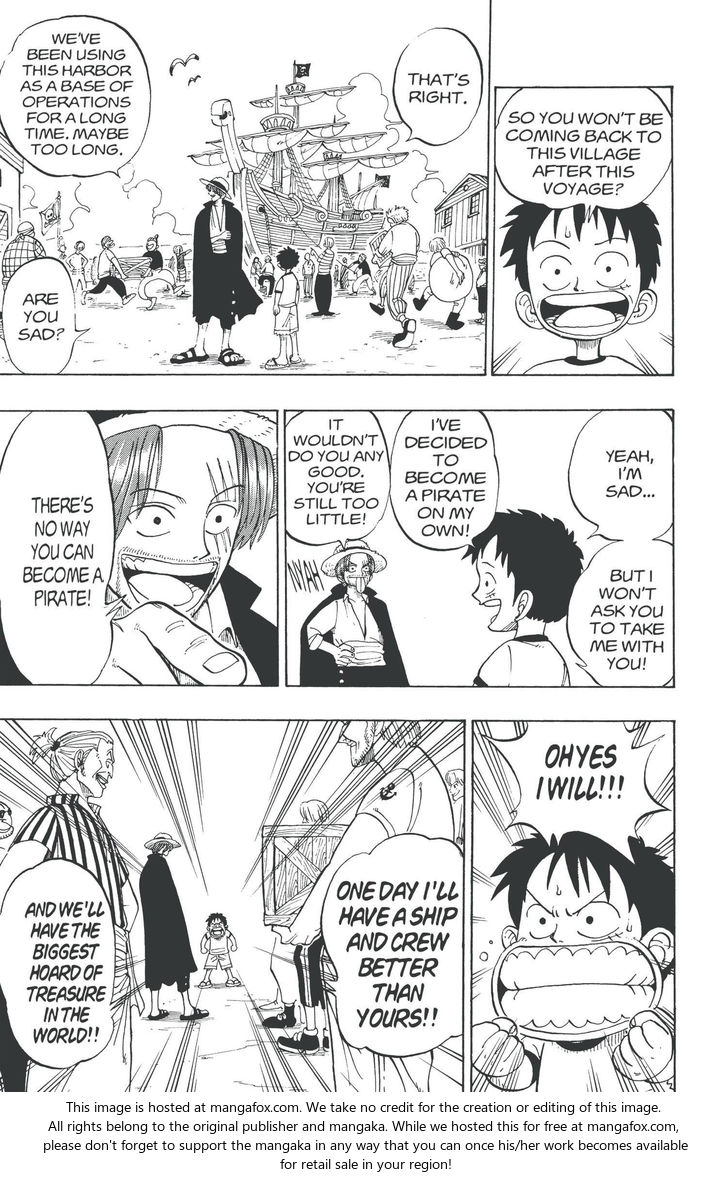 SO YOU WON'T BE
COMING BACK TO
THIS VILLAGE
AFTER THIS
VOYAGE?
THAT'S
RIGHT.
WE'VE
BEEN USING
THIS HARBOR
AS A BASE OF
OPERATIONS
FOR A LONG
TIME. MAYBE
TOO LONG.
ARE
YOU
SAD?
YEAH,
I'M
SAD...
BUT I
WON'T
ASK YOU
TO TAKE
ME WITH
YOU!
I'VE
DECIDED
TO
BECOME
A PIRATE
ON MY
OWN!
IT
WOULDN'T
DO YOU ANY
GOOD.
YOU'RE
STILL TOO
LITTLE!
NYAH
THERE'S
NO WAY
YOU CAN
BECOME A
PIRATE!
OH YES
I WILL!!!
ONE DAY I'LL
HAVE A SHIP
AND CREW
BETTER
THAN
YOURS!!
AND WE'LL
HAVE THE
BIGGEST
HOARD OF
TREASURE
IN THE
WORLD!!
This image is hosted at mangafox.com. We take no credit for the creation or editing of this image.
All rights belong to the original publisher and mangaka. While we hosted this for free at mangafox.com,
please don't forget to support the mangaka in any way that you can once his/her work becomes available
for retail sale in your region!